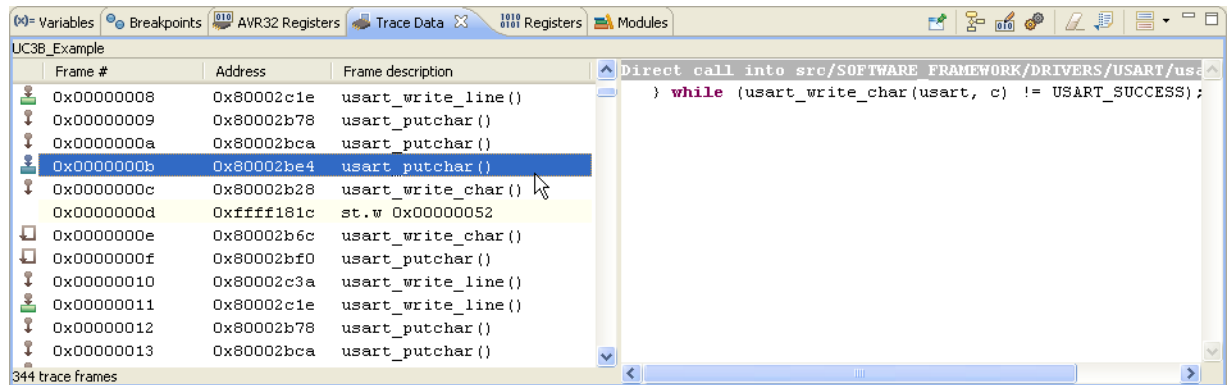 (x)= Variables Breakpoints AVR32 Registers Trace Data Registers Modules
UC3B_Example
Frame # Address Frame description
0x00000008 0x80002c1e usart_write_line()
0x00000009 0x80002b78 usart_putchar()
0x0000000a 0x80002bca usart_putchar()
0x0000000b 0x80002be4 usart_putchar()
0x0000000c 0x80002b28 usart_write_char()
0x0000000d 0xffff181c st.w 0x00000052
0x0000000e 0x80002b6c usart_write_char()
0x0000000f 0x80002bf0 usart_putchar()
0x00000010 0x80002c3a usart_write_line()
0x00000011 0x80002c1e usart_write_line()
0x00000012 0x80002b78 usart_putchar()
0x00000013 0x80002bca usart_putchar()
344 trace frames
Direct call into src/SOFTWARE_FRAMEWORK/DRIVERS/USART/usa
} while (usart_write_char(usart, c) != USART_SUCCESS);